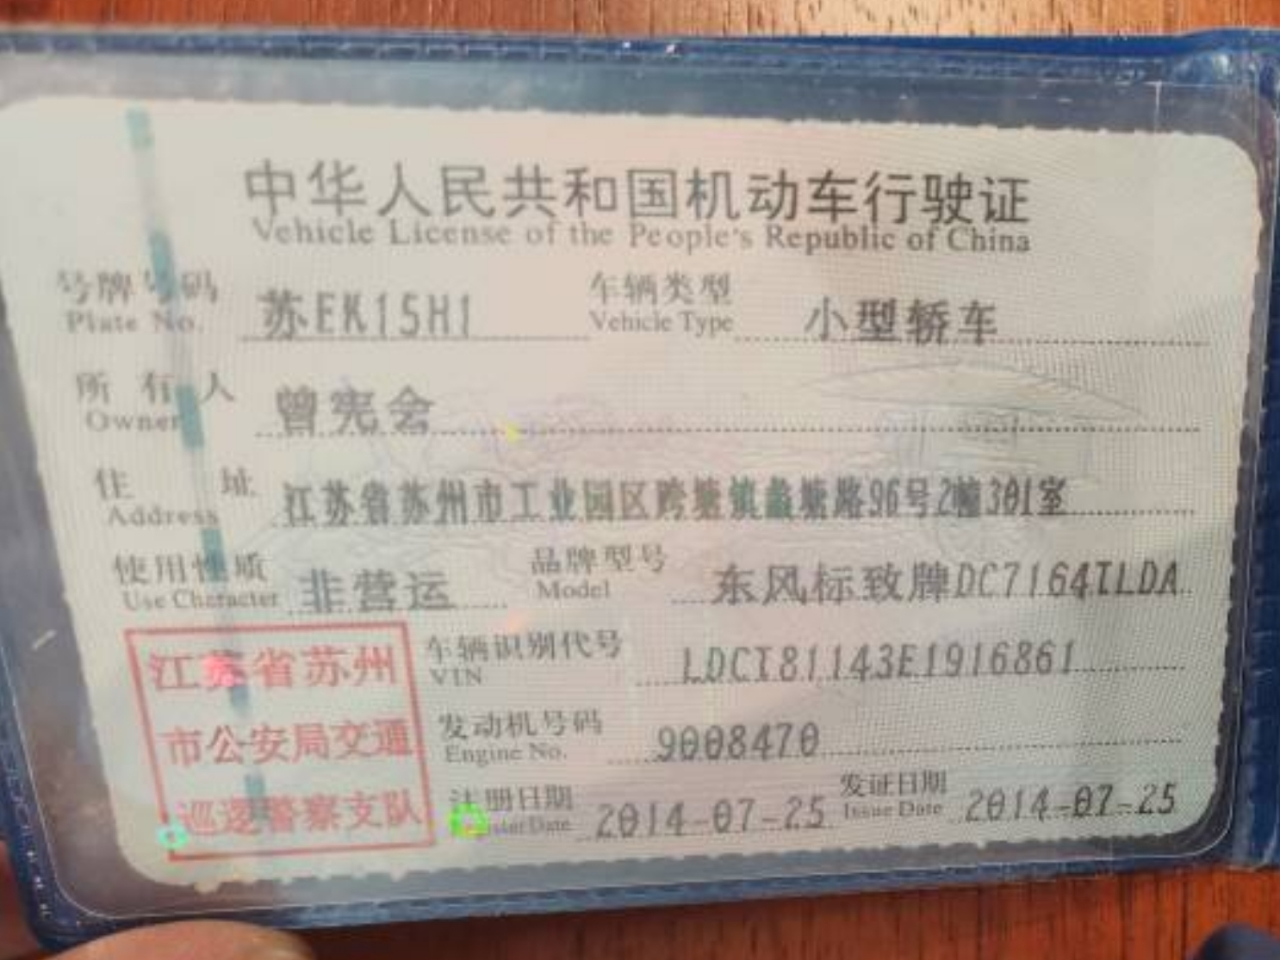 中华人民共和国机动车行驶证
Vehicle License of the People's Republic of China
号牌号码 苏EK15H1 车辆类型 小型轿车
Plate No. Vehicle Type
所有人 曾宪会
Owner
住址 江苏省苏州市工业园区跨塘镇蠡塘路96号2幢301室
Address
使用性质 非营运 品牌型号 东风标致牌DC7164TLDA
Use Character Model
江苏省苏州
市公安局交通
巡逻警察支队
车辆识别代号 LDCI81143E1916861
VIN
发动机号码 9008470
Engine No.
注册日期 2014-07-25 发证日期 2014-07-25
Date Issue Date